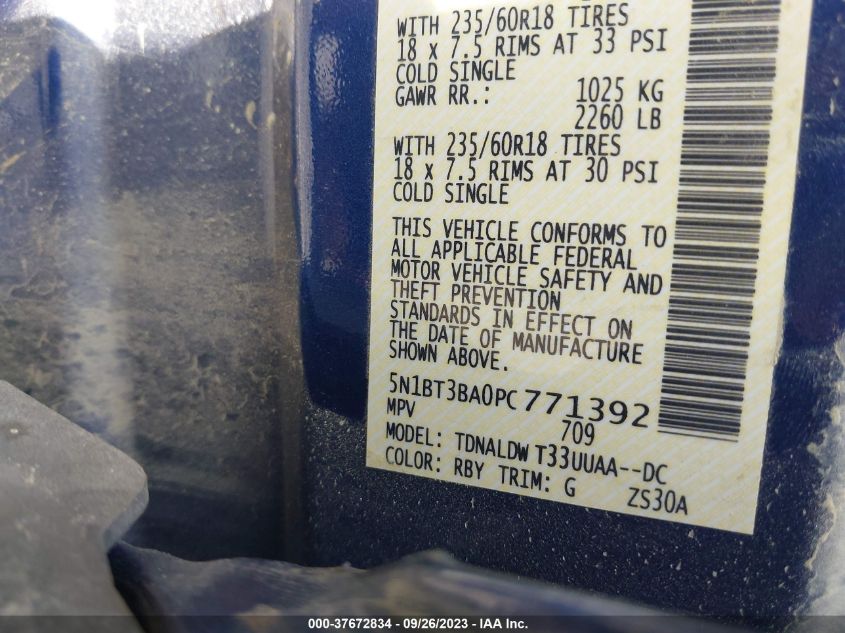 WITH 235/60R18 TIRES
18 x 7.5 RIMS AT 33 PSI
COLD SINGLE
GAWR RR.: 1025 KG
2260 LB
WITH 235/60R18 TIRES
18 x 7.5 RIMS AT 30 PSI
COLD SINGLE
THIS VEHICLE CONFORMS TO
ALL APPLICABLE FEDERAL
MOTOR VEHICLE SAFETY AND
THEFT PREVENTION
STANDARDS IN EFFECT ON
THE DATE OF MANUFACTURE
SHOWN ABOVE.
5N1BT3BA0PC771392
MPV 709
MODEL: TDNALDW T33UUAA--DC
COLOR: RBY TRIM: G ZS30A
000-37672834 - 09/26/2023 - IAA Inc.